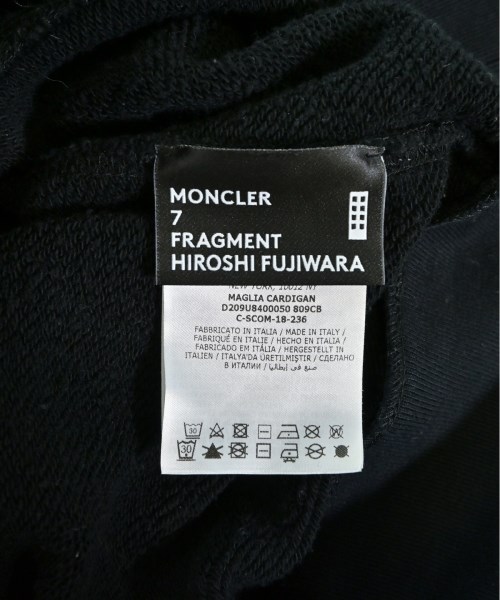 MONCLER
7
FRAGMENT
HIROSHI FUJIWARA
NEW YORK, 10012 NY
MAGLIA CARDIGAN
D209U8400050 809CB
C-SCOM-18-236
FABBRICATO IN ITALIA / MADE IN ITALY /
FABRIQUÉ EN ITALIE / HECHO EN ITALIA /
FABRICADO EM ITÁLIA / HERGESTELLT IN
ITALIEN / ITALYA'DA ÜRETILMIŞTIR / СДЕЛАНО
В ИТАЛИИ / صنع في إيطاليا
30
30